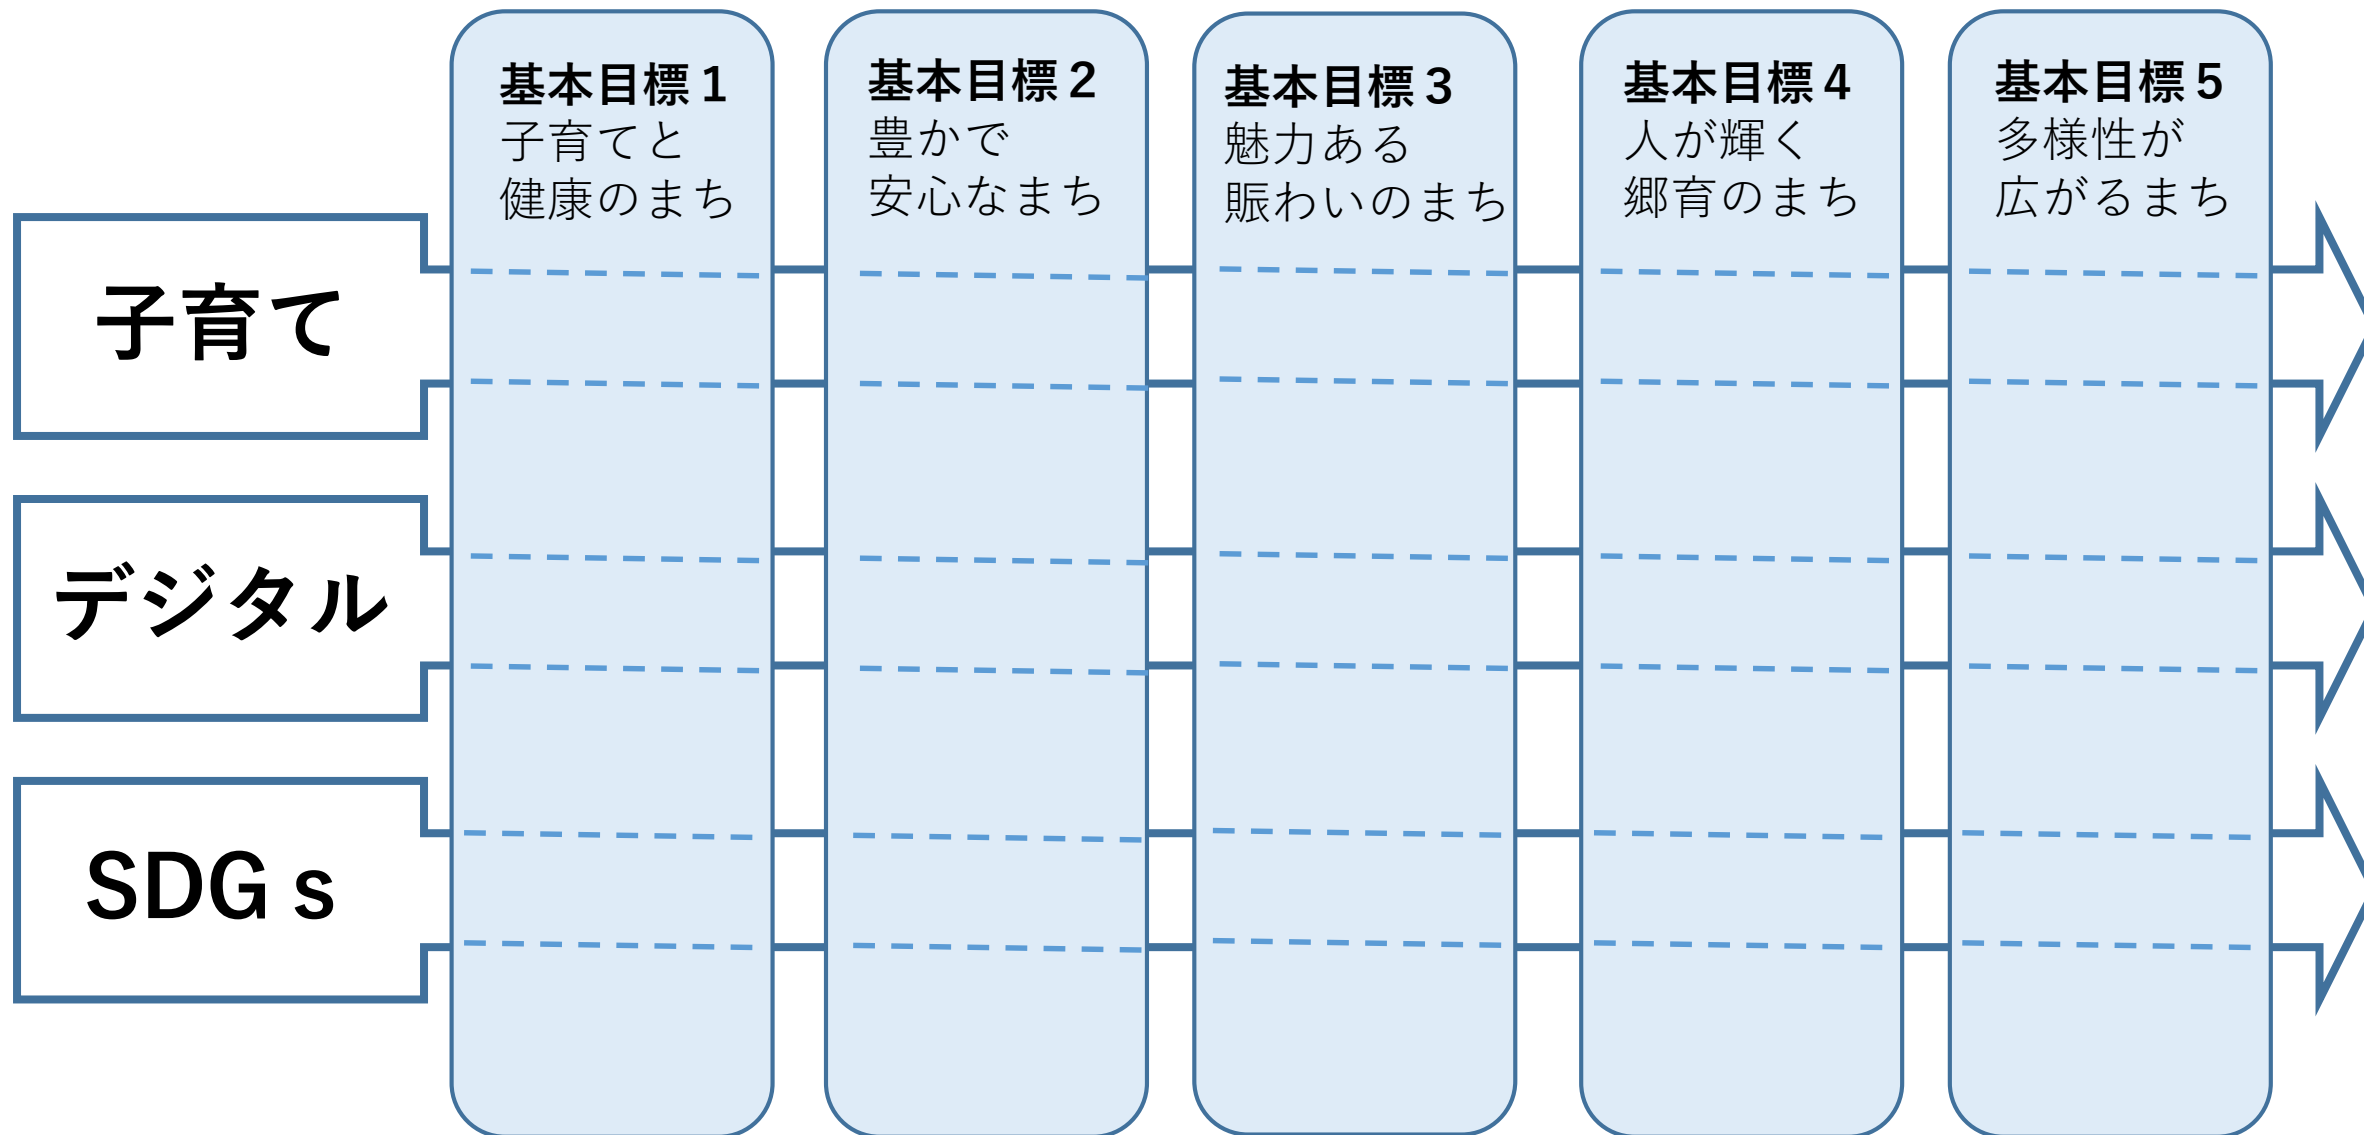 基本目標１
子育てと
健康のまち
基本目標２
豊かで
安心なまち
基本目標３
魅力ある
賑わいのまち
基本目標４
人が輝く
郷育のまち
基本目標５
多様性が
広がるまち
子育て
デジタル
SDGｓ